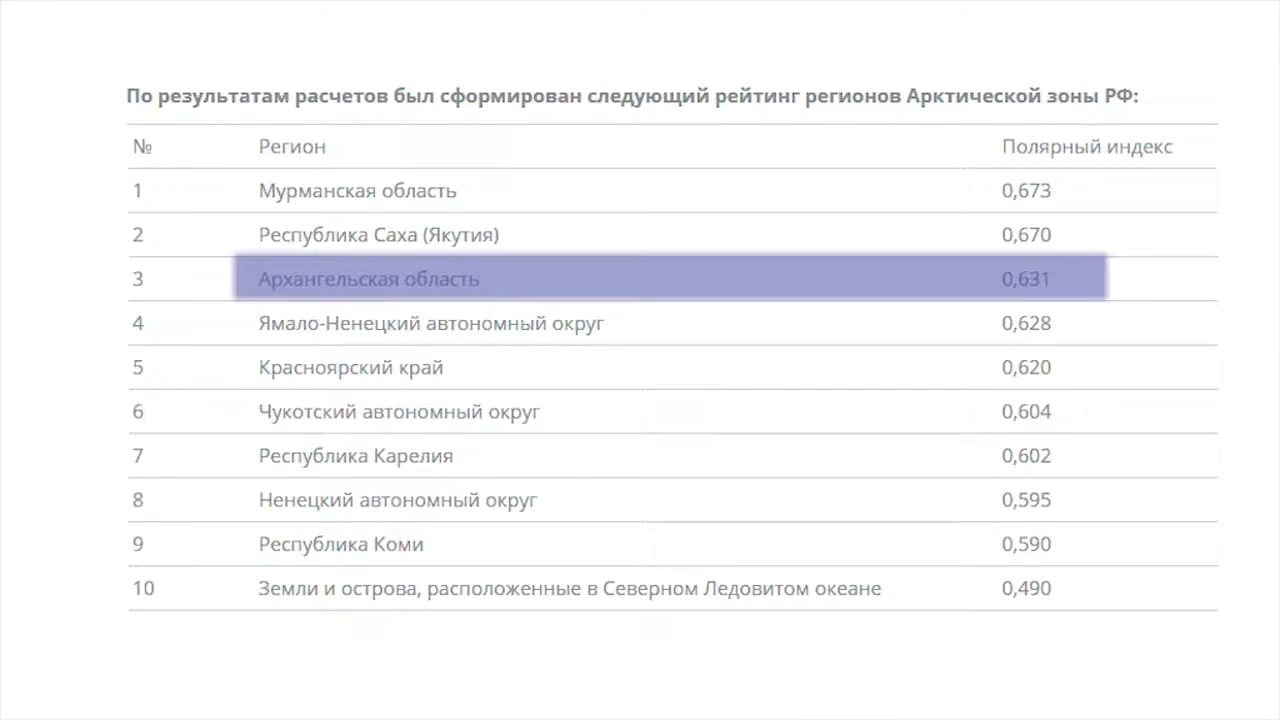 По результатам расчетов был сформирован следующий рейтинг регионов Арктической зоны РФ:
№ Регион Полярный индекс
1 Мурманская область 0,673
2 Республика Саха (Якутия) 0,670
3 Архангельская область 0,631
4 Ямало-Ненецкий автономный округ 0,628
5 Красноярский край 0,620
6 Чукотский автономный округ 0,604
7 Республика Карелия 0,602
8 Ненецкий автономный округ 0,595
9 Республика Коми 0,590
10 Земли и острова, расположенные в Северном Ледовитом океане 0,490